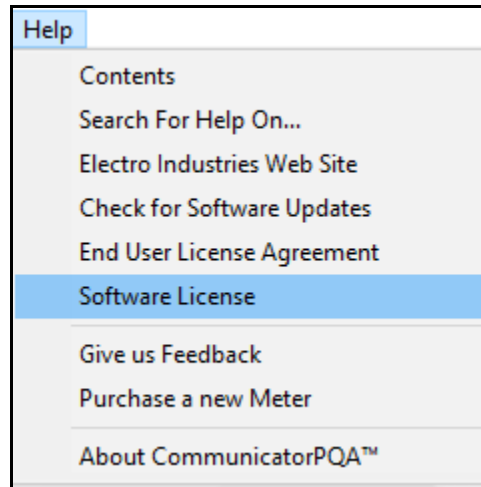 Help
Contents
Search For Help On...
Electro Industries Web Site
Check for Software Updates
End User License Agreement
Software License
Give us Feedback
Purchase a new Meter
About CommunicatorPQA™